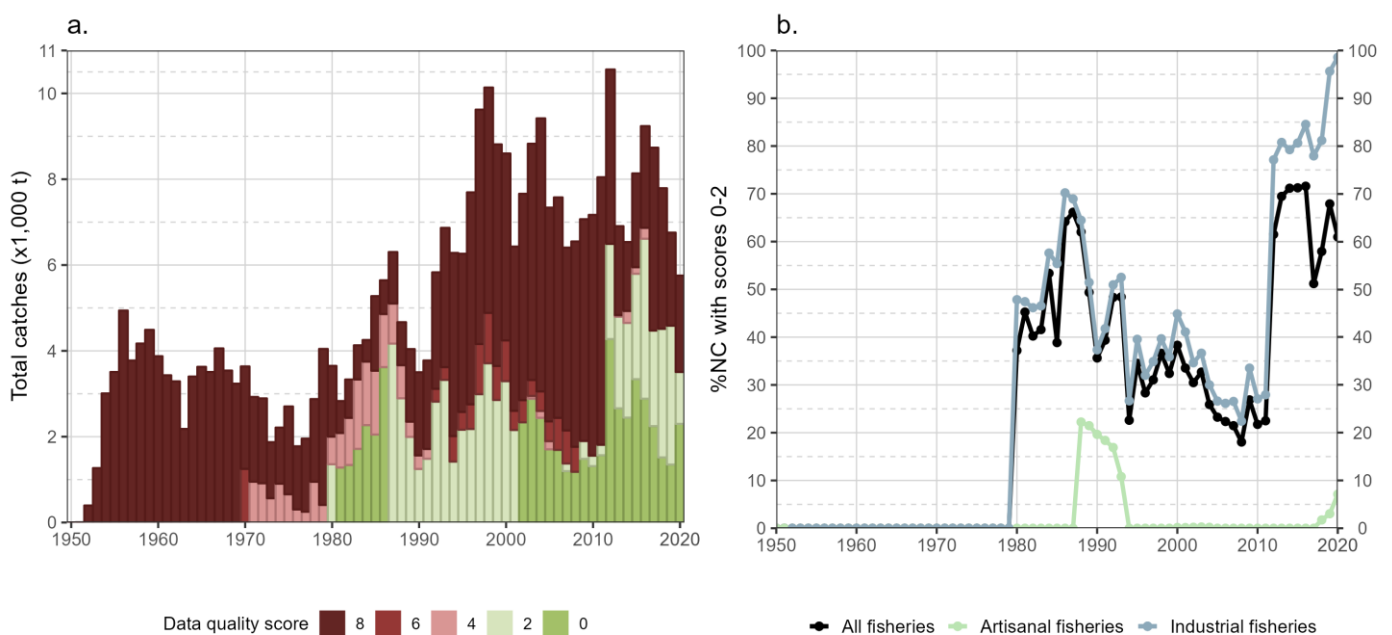 a.
Total catches (x1,000 t)
11
10
8
6
4
2
0
1950 1960 1970 1980 1990 2000 2010 2020
Data quality score 8 6 4 2 0
b.
%NC with scores 0-2
100 100
90 90
80 80
70 70
60 60
50 50
40 40
30 30
20 20
10 10
0 0
1950 1960 1970 1980 1990 2000 2010 2020
All fisheries Artisanal fisheries Industrial fisheries